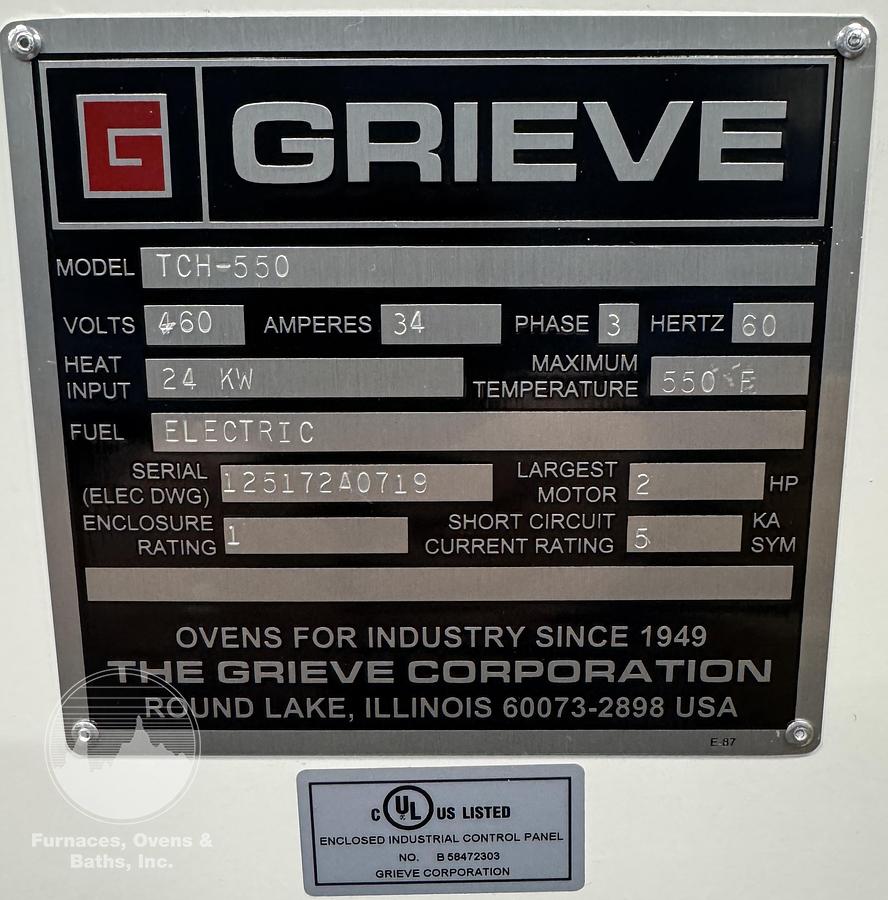 G GRIEVE
MODEL TCH-550
VOLTS 460 AMPERES 34 PHASE 3 HERTZ 60
HEAT INPUT 24 KW MAXIMUM TEMPERATURE 550 F
FUEL ELECTRIC
SERIAL (ELEC DWG) 125172A0719 LARGEST MOTOR 2 HP
ENCLOSURE RATING 1 SHORT CIRCUIT CURRENT RATING 5 KA SYM
OVENS FOR INDUSTRY SINCE 1949
THE GRIEVE CORPORATION
ROUND LAKE, ILLINOIS 60073-2898 USA
E-87
C UL US LISTED
ENCLOSED INDUSTRIAL CONTROL PANEL
NO. B 58472303
GRIEVE CORPORATION
Furnaces, Ovens &
Baths, Inc.